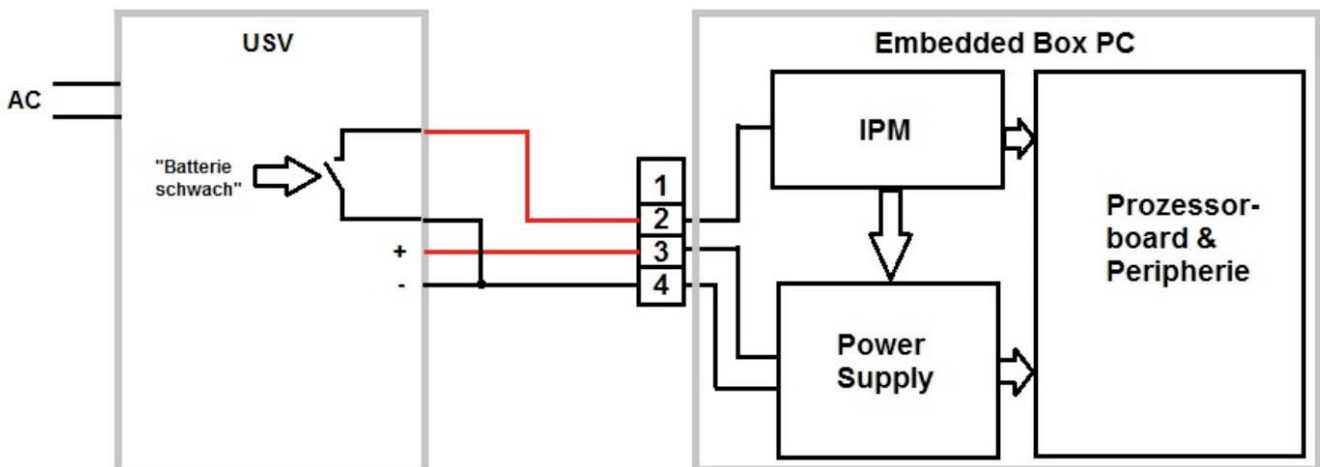 USV
Embedded Box PC
AC
IPM
"Batterie
schwach"
1
2
3
4
+
-
Prozessor-
board &
Peripherie
Power
Supply